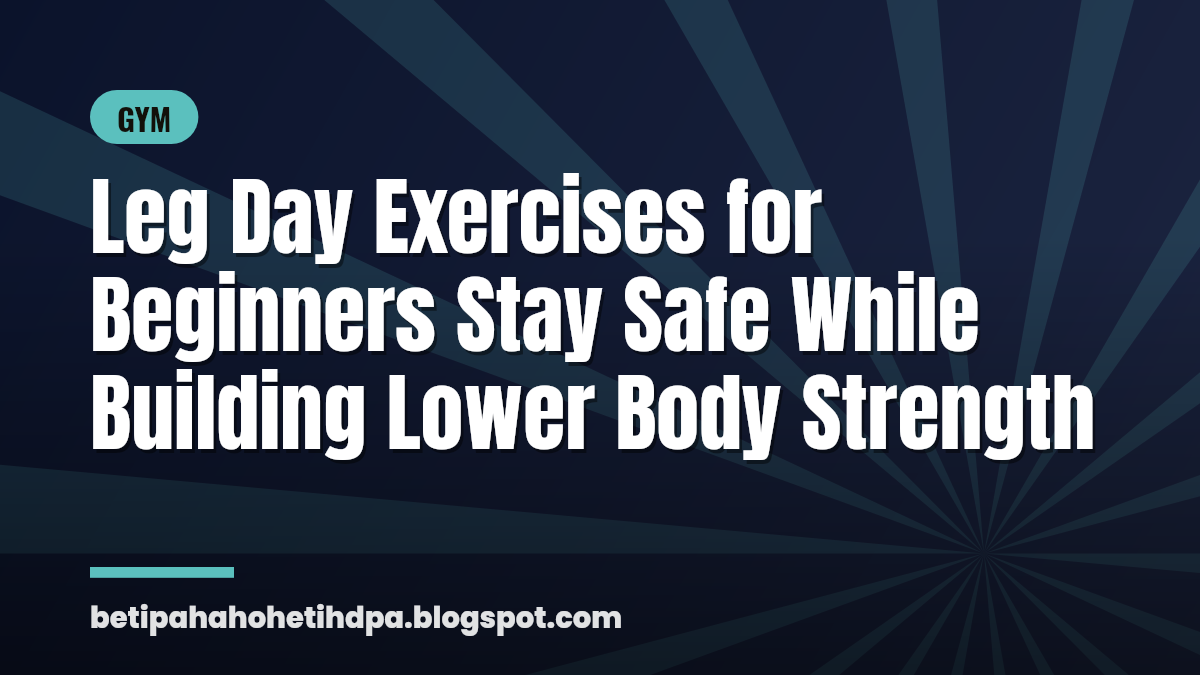 GYM
Leg Day Exercises for
Beginners Stay Safe While
Building Lower Body Strength
betipahahohetihdpa.blogspot.com